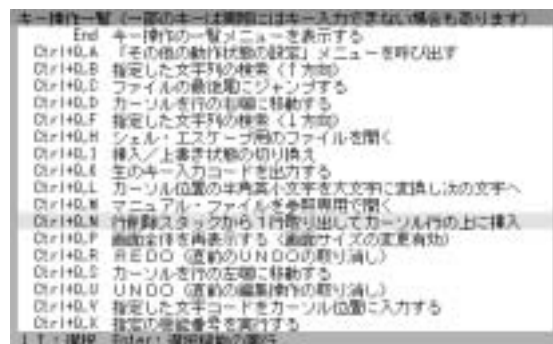 キー操作一覧（一部のキーは実際にはキー入力できない場合もあります）
End キー操作の一覧メニューを表示する
Ctrl+Q,A 「その他の動作状態の設定」メニューを呼び出す
Ctrl+Q,B 指定した文字列の検索（↑方向）
Ctrl+Q,C ファイルの最後尾にジャンプする
Ctrl+Q,D カーソルを行の右端に移動する
Ctrl+Q,F 指定した文字列の検索（↓方向）
Ctrl+Q,H シェル・エスケープ用のファイルを開く
Ctrl+Q,I 挿入／上書き状態の切り換え
Ctrl+Q,K 生のキー入力コードを出力する
Ctrl+Q,L カーソル位置の半角英小文字を大文字に変換し次の文字へ
Ctrl+Q,M マニュアル・ファイルを参照専用で開く
Ctrl+Q,N 行削除スタックから１行取り出してカーソル行の上に挿入
Ctrl+Q,P 画面全体を再表示する（画面サイズの変更有効）
Ctrl+Q,R ＲＥＤＯ（直前のＵＮＤＯの取り消し）
Ctrl+Q,S カーソルを行の左端に移動する
Ctrl+Q,U ＵＮＤＯ（直前の編集操作の取り消し）
Ctrl+Q,Y 指定した文字コードをカーソル位置に入力する
Ctrl+Q,X 指定の機能番号を実行する
↓↑：選択 Enter：選択機能の実行